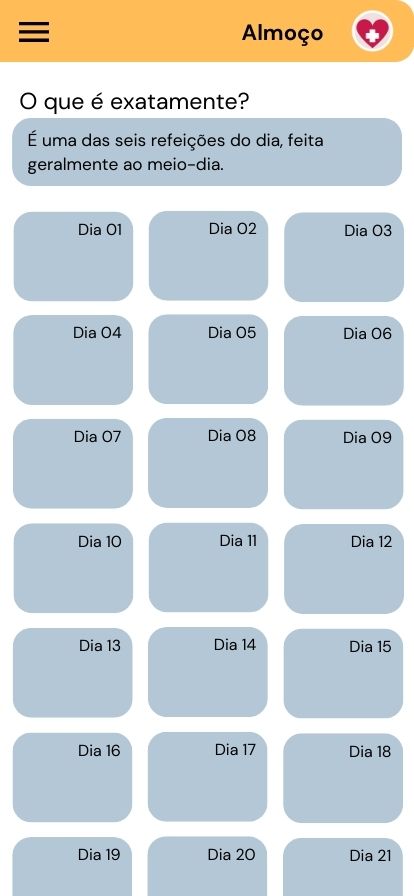 Almoço
O que é exatamente?
É uma das seis refeições do dia, feita
geralmente ao meio-dia.
Dia 01
Dia 02
Dia 03
Dia 04
Dia 05
Dia 06
Dia 07
Dia 08
Dia 09
Dia 10
Dia 11
Dia 12
Dia 13
Dia 14
Dia 15
Dia 16
Dia 17
Dia 18
Dia 19
Dia 20
Dia 21